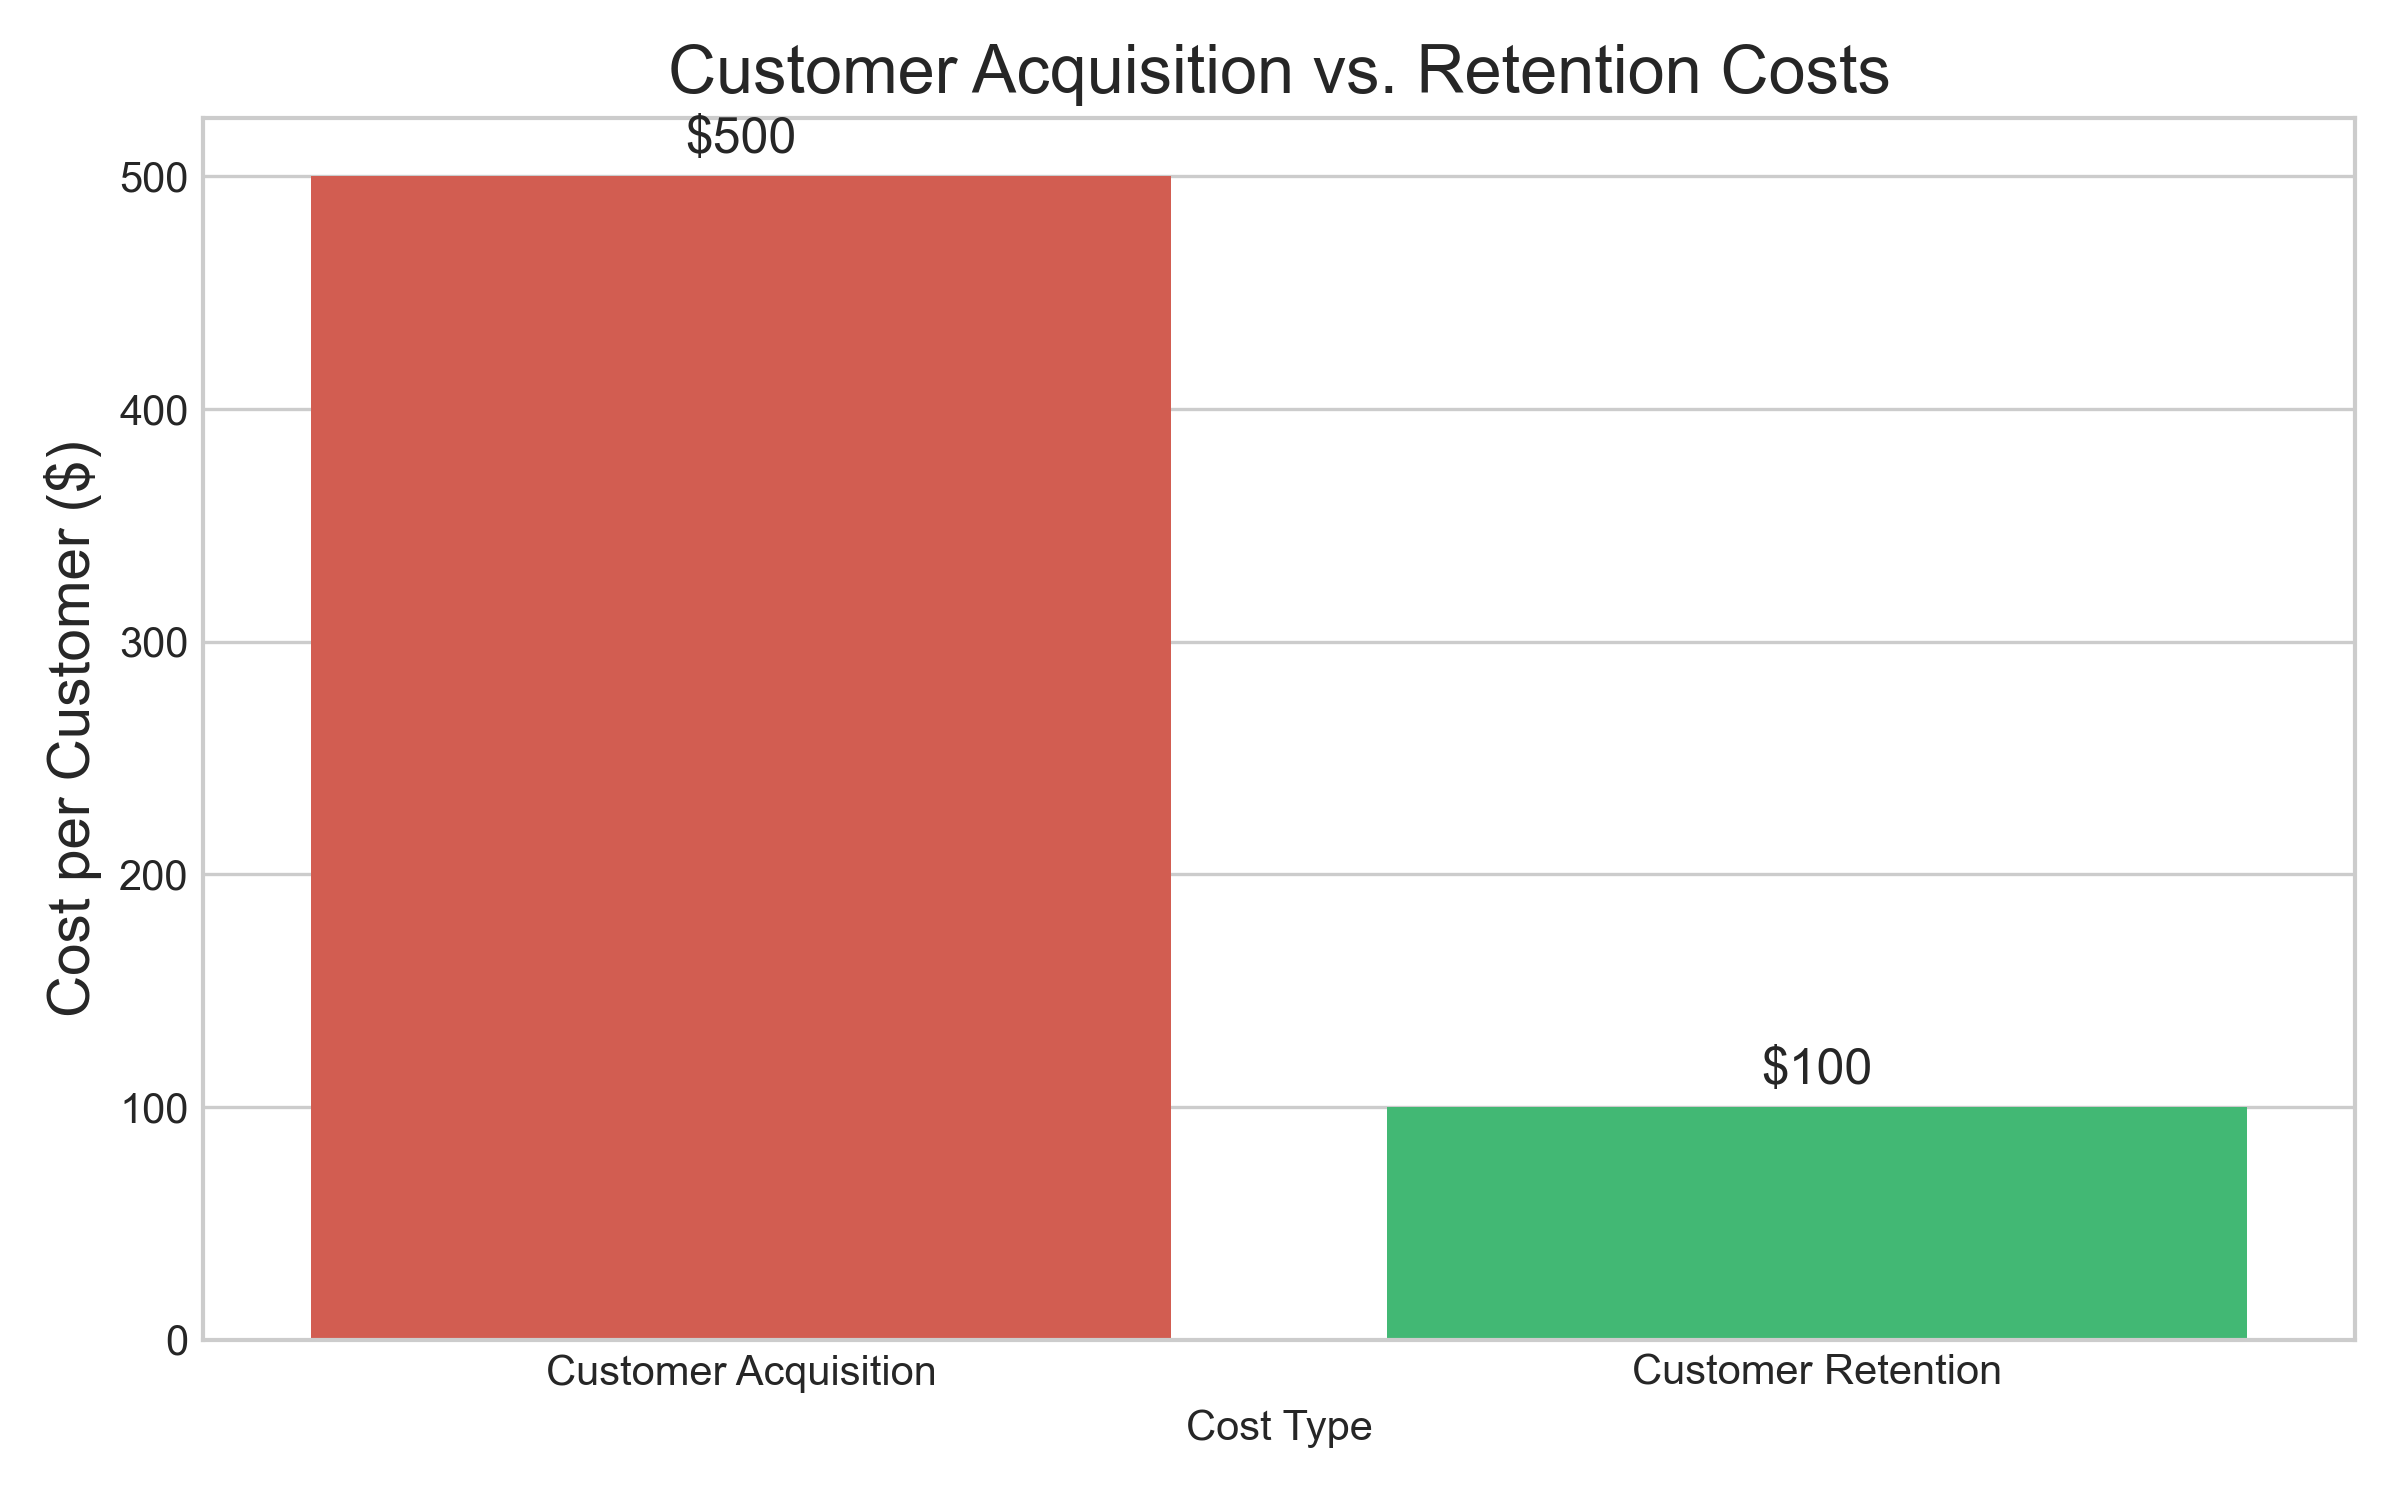 Customer Acquisition vs. Retention Costs
$500
500
400
300
200
100
0
Cost per Customer ($)
$100
Customer Acquisition
Customer Retention
Cost Type